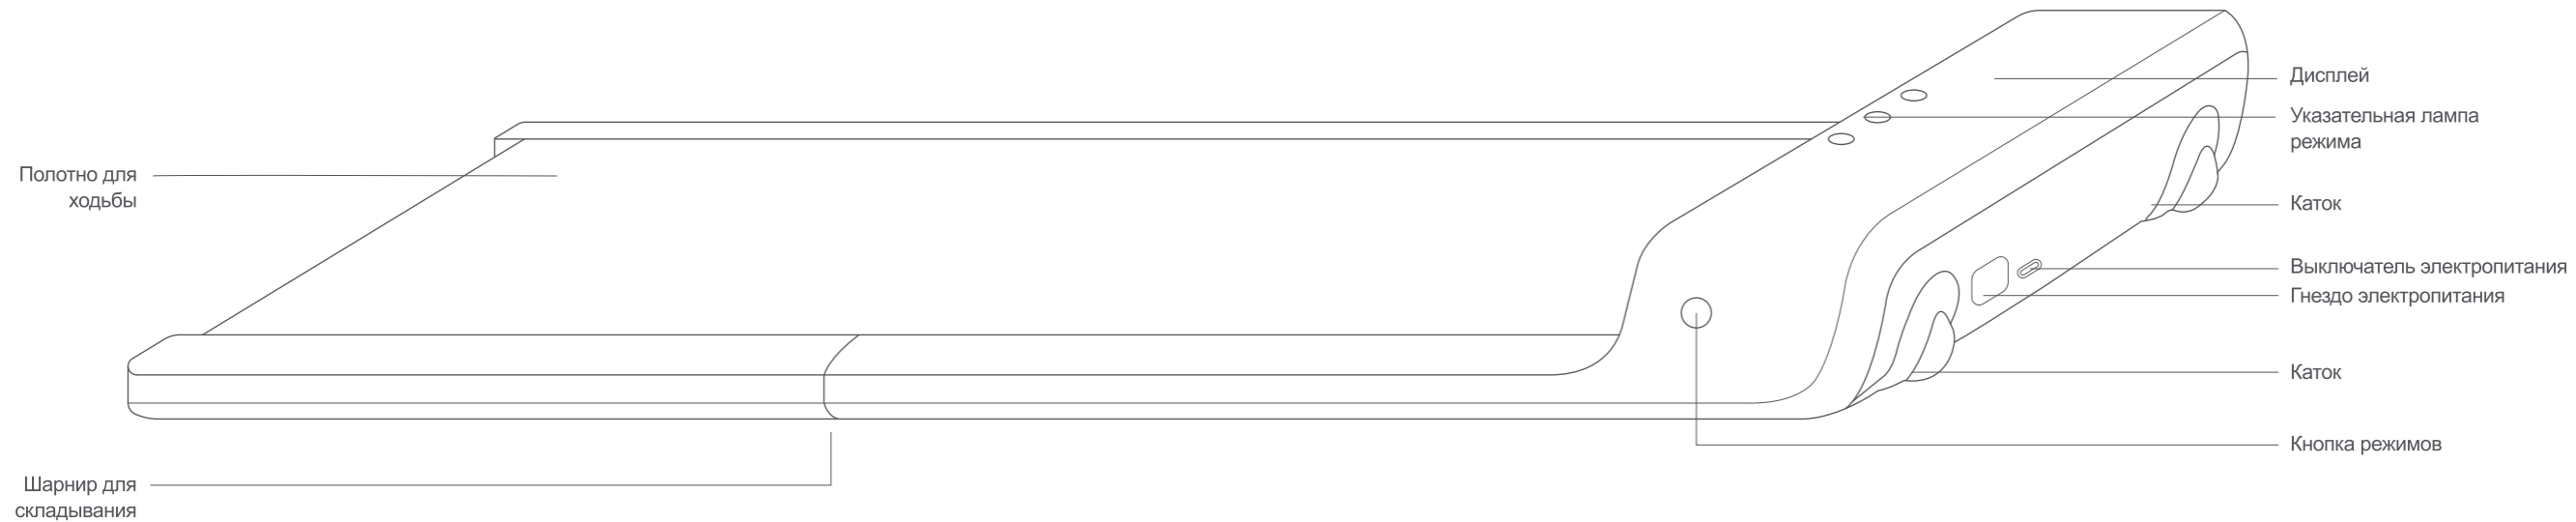 Полотно для
ходьбы
Шарнир для
складывания
Дисплей
Указательная лампа
режима
Каток
Выключатель электропитания
Гнездо электропитания
Каток
Кнопка режимов